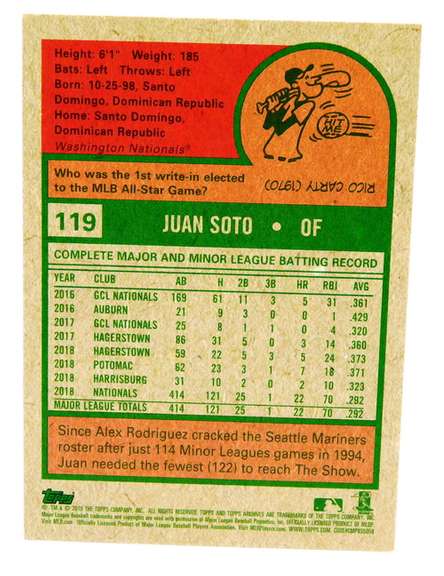 Height: 6'1" Weight: 185
Bats: Left Throws: Left
Born: 10-25-98, Santo
Domingo, Dominican Republic
Home: Santo Domingo,
Dominican Republic
Washington Nationals®
HIT ME
Who was the 1st write-in elected
to the MLB All-Star Game?
RICO CARTY (1970)
119 JUAN SOTO • OF
COMPLETE MAJOR AND MINOR LEAGUE BATTING RECORD
YEAR CLUB AB H 2B 3B HR RBI AVG
2016 GCL NATIONALS 169 61 11 3 5 31 .361
2016 AUBURN 21 9 3 0 0 1 .429
2017 GCL NATIONALS 25 8 1 1 0 4 .320
2017 HAGERSTOWN 86 31 5 0 3 14 .360
2018 HAGERSTOWN 59 22 5 3 5 24 .373
2018 POTOMAC 62 23 3 1 7 18 .371
2018 HARRISBURG 31 10 2 0 2 10 .323
2018 NATIONALS 414 121 25 1 22 70 .292
MAJOR LEAGUE TOTALS 414 121 25 1 22 70 .292
Since Alex Rodriguez cracked the Seattle Mariners
roster after just 114 Minor Leagues games in 1994,
Juan needed the fewest (122) to reach The Show.
Topps